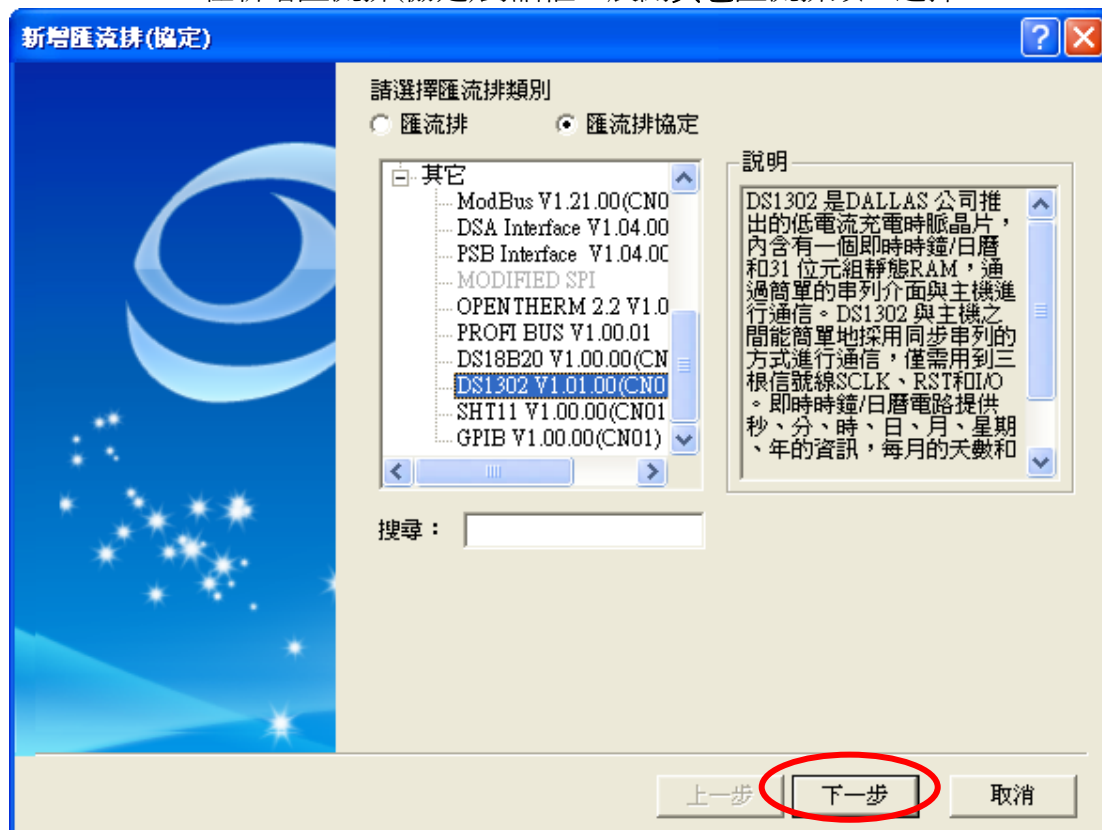 新增匯流排(協定)
請選擇匯流排類別
匯流排
匯流排協定
其它
ModBus V1.21.00(CN0
DSA Interface V1.04.00
PSB Interface V1.04.0C
MODIFIED SPI
OPENTHERM 2.2 V1.0
PROFI BUS V1.00.01
DS18B20 V1.00.00(CN
DS1302 V1.01.00(CN0
SHT11 V1.00.00(CN01
GPIB V1.00.00(CN01)
說明
DS1302 是DALLAS 公司推
出的低電流充電時脈晶片，
內含有一個即時時鐘/日曆
和31 位元組靜態RAM，通
過簡單的串列介面與主機進
行通信。DS1302 與主機之
間能簡單地採用同步串列的
方式進行通信，僅需用到三
根信號線SCLK、RST和I/O
。即時時鐘/日曆電路提供
秒、分、時、日、月、星期
、年的資訊，每月的天數和
搜尋：
上一步
下一步
取消